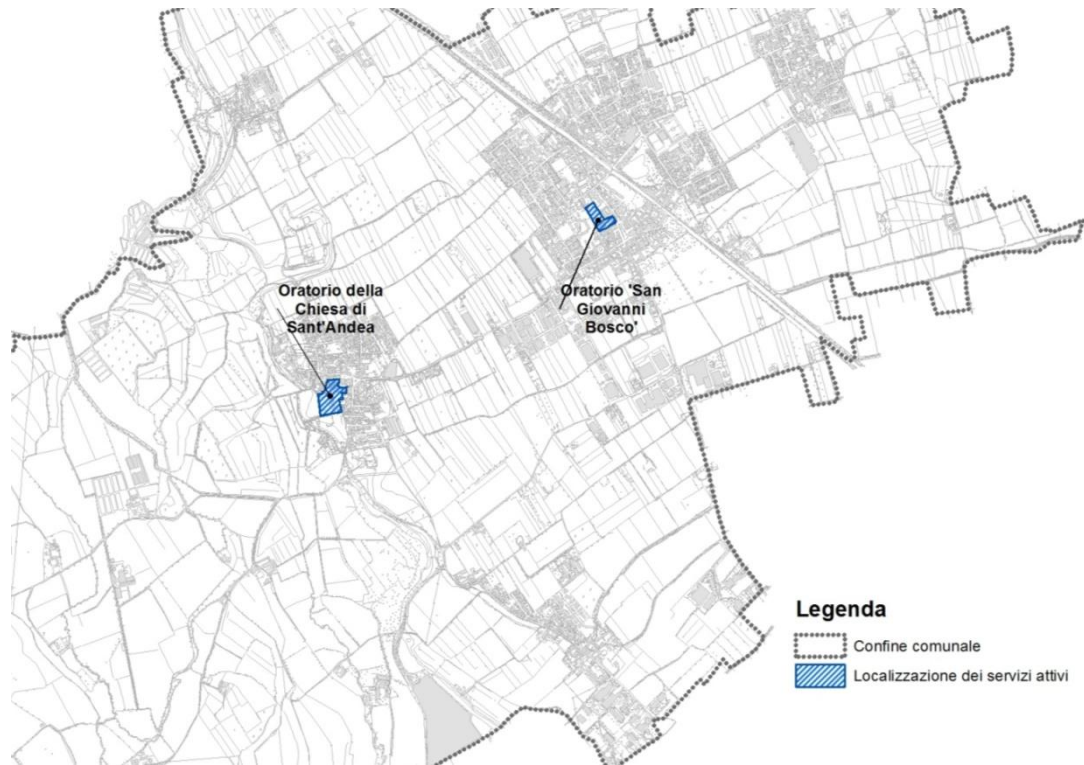 Oratorio della
Chiesa di
Sant'Andea
Oratorio 'San
Giovanni
Bosco'
Legenda
Confine comunale
Localizzazione dei servizi attivi